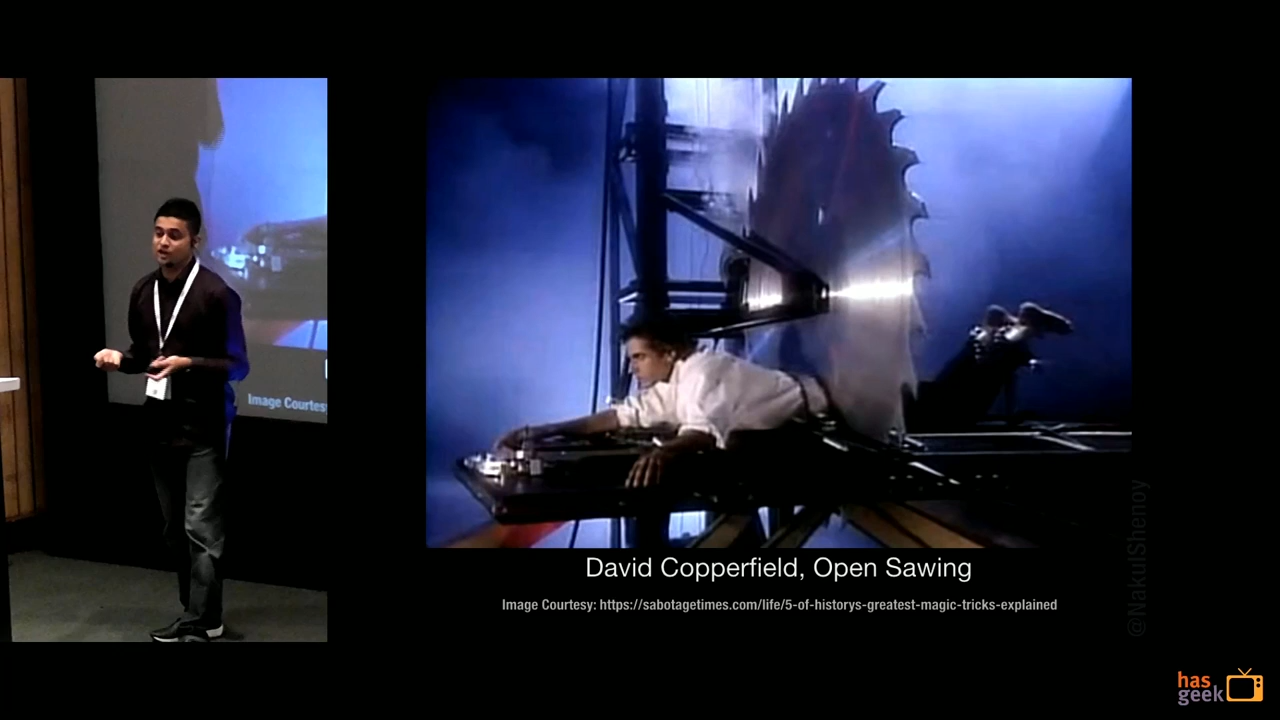 Image Courtes
David Copperfield, Open Sawing
Image Courtesy: https://sabotagetimes.com/life/5-of-historys-greatest-magic-tricks-explained
@NakulShenoy
has
geek